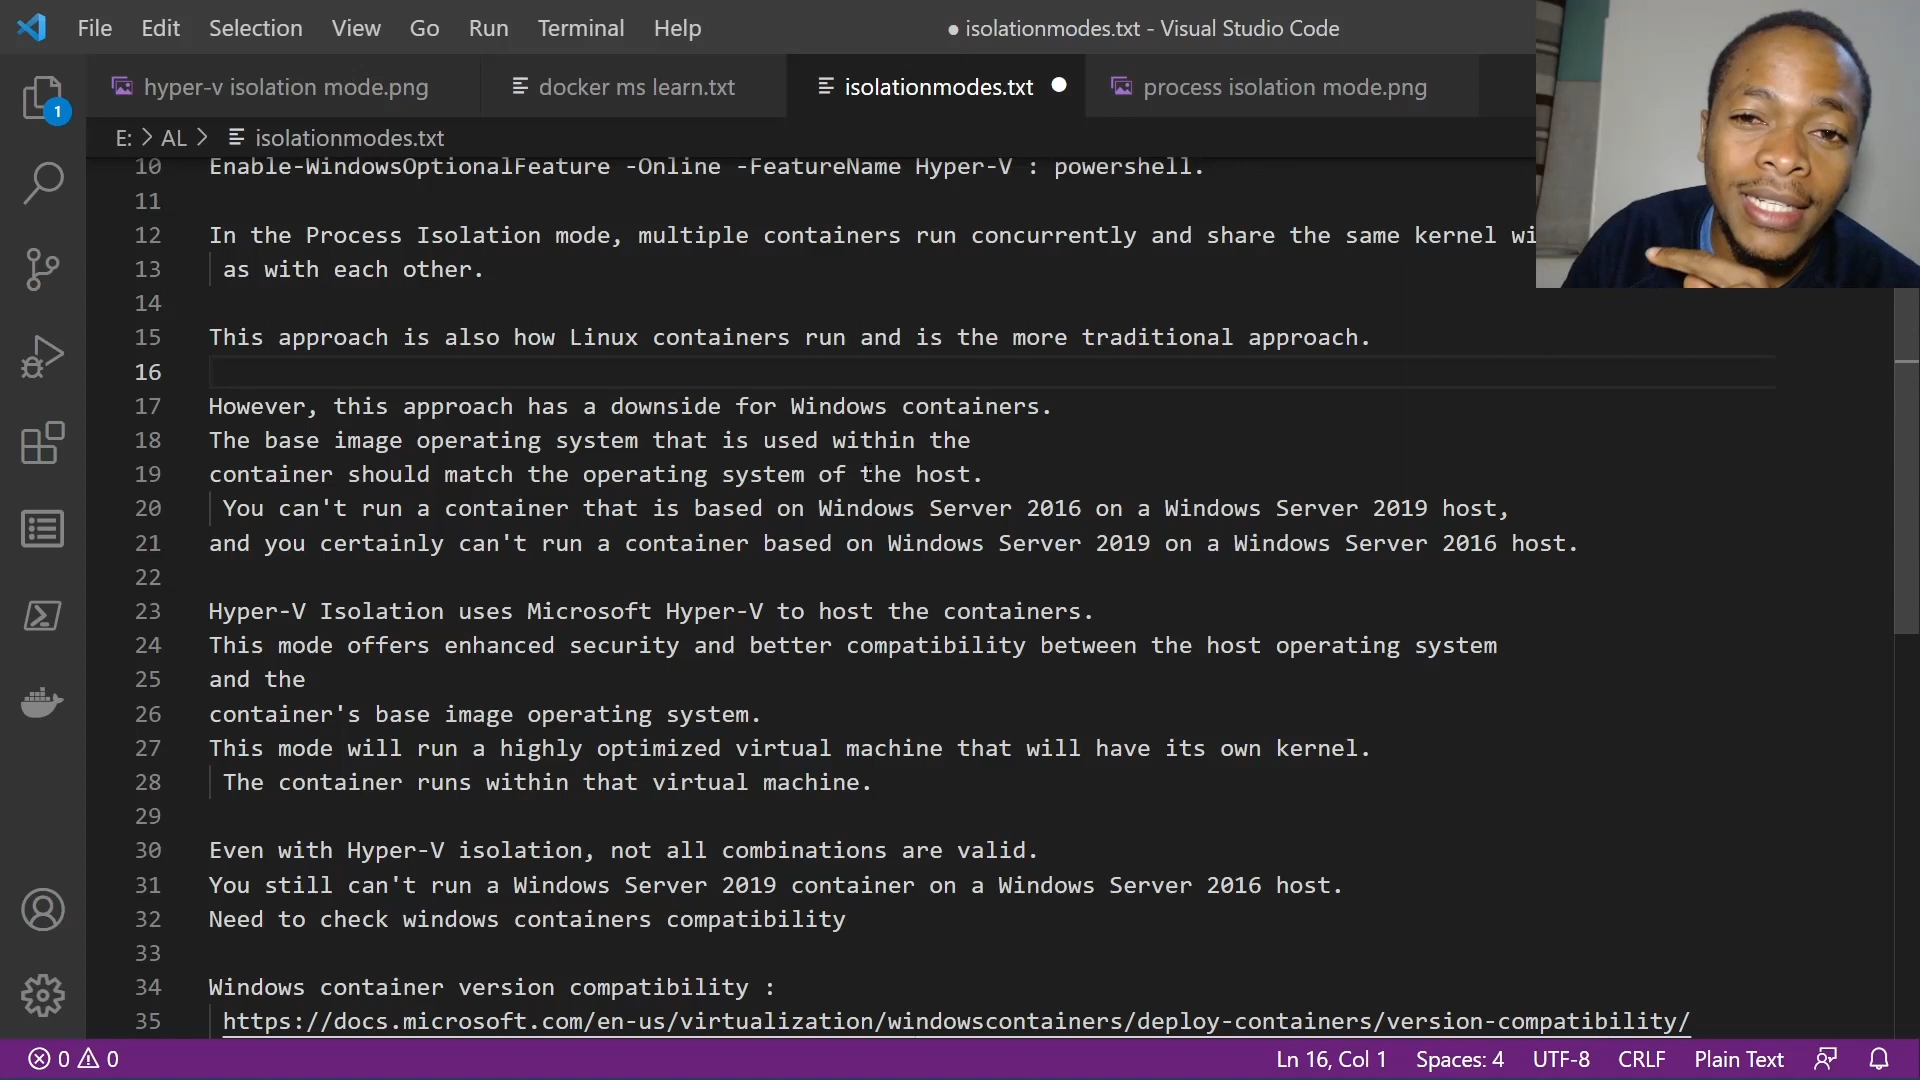 File Edit Selection View Go Run Terminal Help ● isolationmodes.txt - Visual Studio Code
hyper-v isolation mode.png docker ms learn.txt isolationmodes.txt process isolation mode.png
1
E: > AL > isolationmodes.txt
10 Enable-WindowsOptionalFeature -Online -FeatureName Hyper-V : powershell.
11
12 In the Process Isolation mode, multiple containers run concurrently and share the same kernel wi
13 as with each other.
14
15 This approach is also how Linux containers run and is the more traditional approach.
16
17 However, this approach has a downside for Windows containers.
18 The base image operating system that is used within the
19 container should match the operating system of the host.
20 You can't run a container that is based on Windows Server 2016 on a Windows Server 2019 host,
21 and you certainly can't run a container based on Windows Server 2019 on a Windows Server 2016 host.
22
23 Hyper-V Isolation uses Microsoft Hyper-V to host the containers.
24 This mode offers enhanced security and better compatibility between the host operating system
25 and the
26 container's base image operating system.
27 This mode will run a highly optimized virtual machine that will have its own kernel.
28 The container runs within that virtual machine.
29
30 Even with Hyper-V isolation, not all combinations are valid.
31 You still can't run a Windows Server 2019 container on a Windows Server 2016 host.
32 Need to check windows containers compatibility
33
34 Windows container version compatibility :
35 https://docs.microsoft.com/en-us/virtualization/windowscontainers/deploy-containers/version-compatibility/
0 0 Ln 16, Col 1 Spaces: 4 UTF-8 CRLF Plain Text